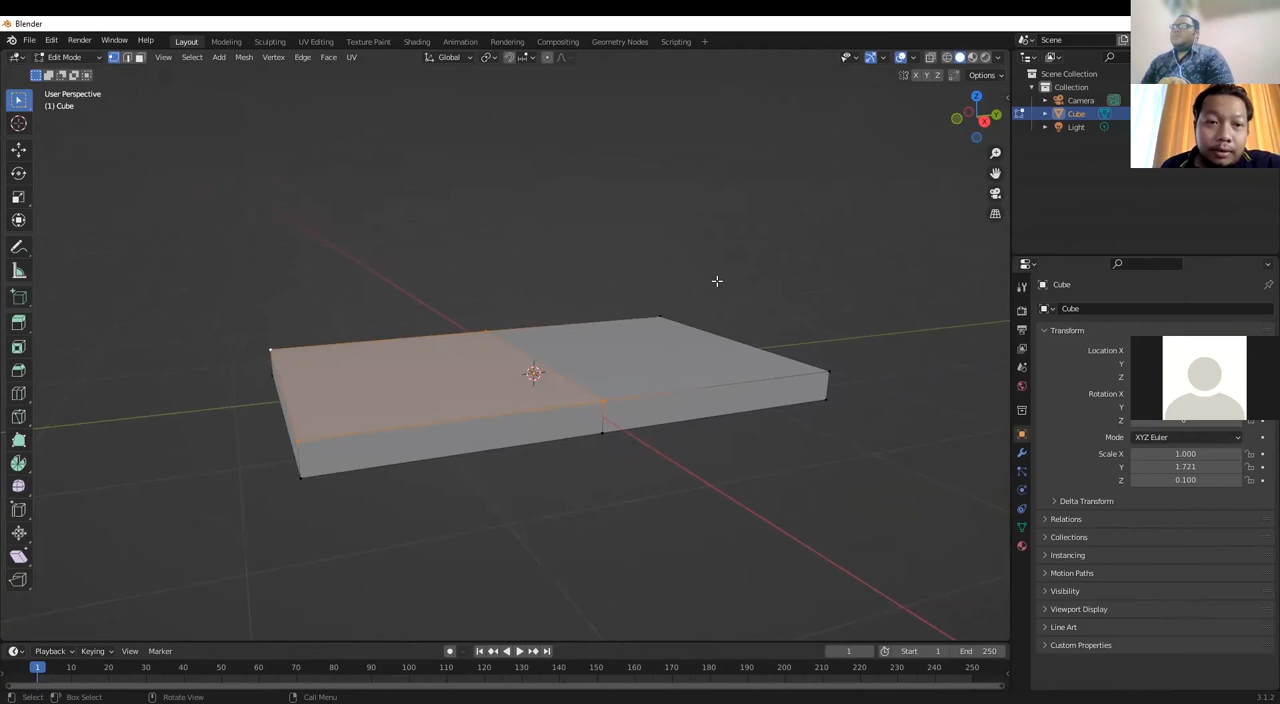 Blender
File Edit Render Window Help
Layout Modeling Sculpting UV Editing Texture Paint Shading Animation Rendering Compositing Geometry Nodes Scripting +
Scene
Edit Mode View Select Add Mesh Vertex Edge Face UV
Global
X Y Z Options
User Perspective
(1) Cube
Z
Y
X
Scene Collection
Collection
Camera
Cube
Light
Cube
Cube
Transform
Location X
Y
Z
Rotation X
Y
Z
Mode XYZ Euler
Scale X 1.000
Y 1.721
Z 0.100
Delta Transform
Relations
Collections
Instancing
Motion Paths
Visibility
Viewport Display
Line Art
Custom Properties
Playback Keying View Marker
1 Start 1 End 250
1 10 20 30 40 50 60 70 80 90 100 110 120 130 140 150 160 170 180 190 200 210 220 230 240 250
Select Box Select Rotate View Call Menu
3.1.2